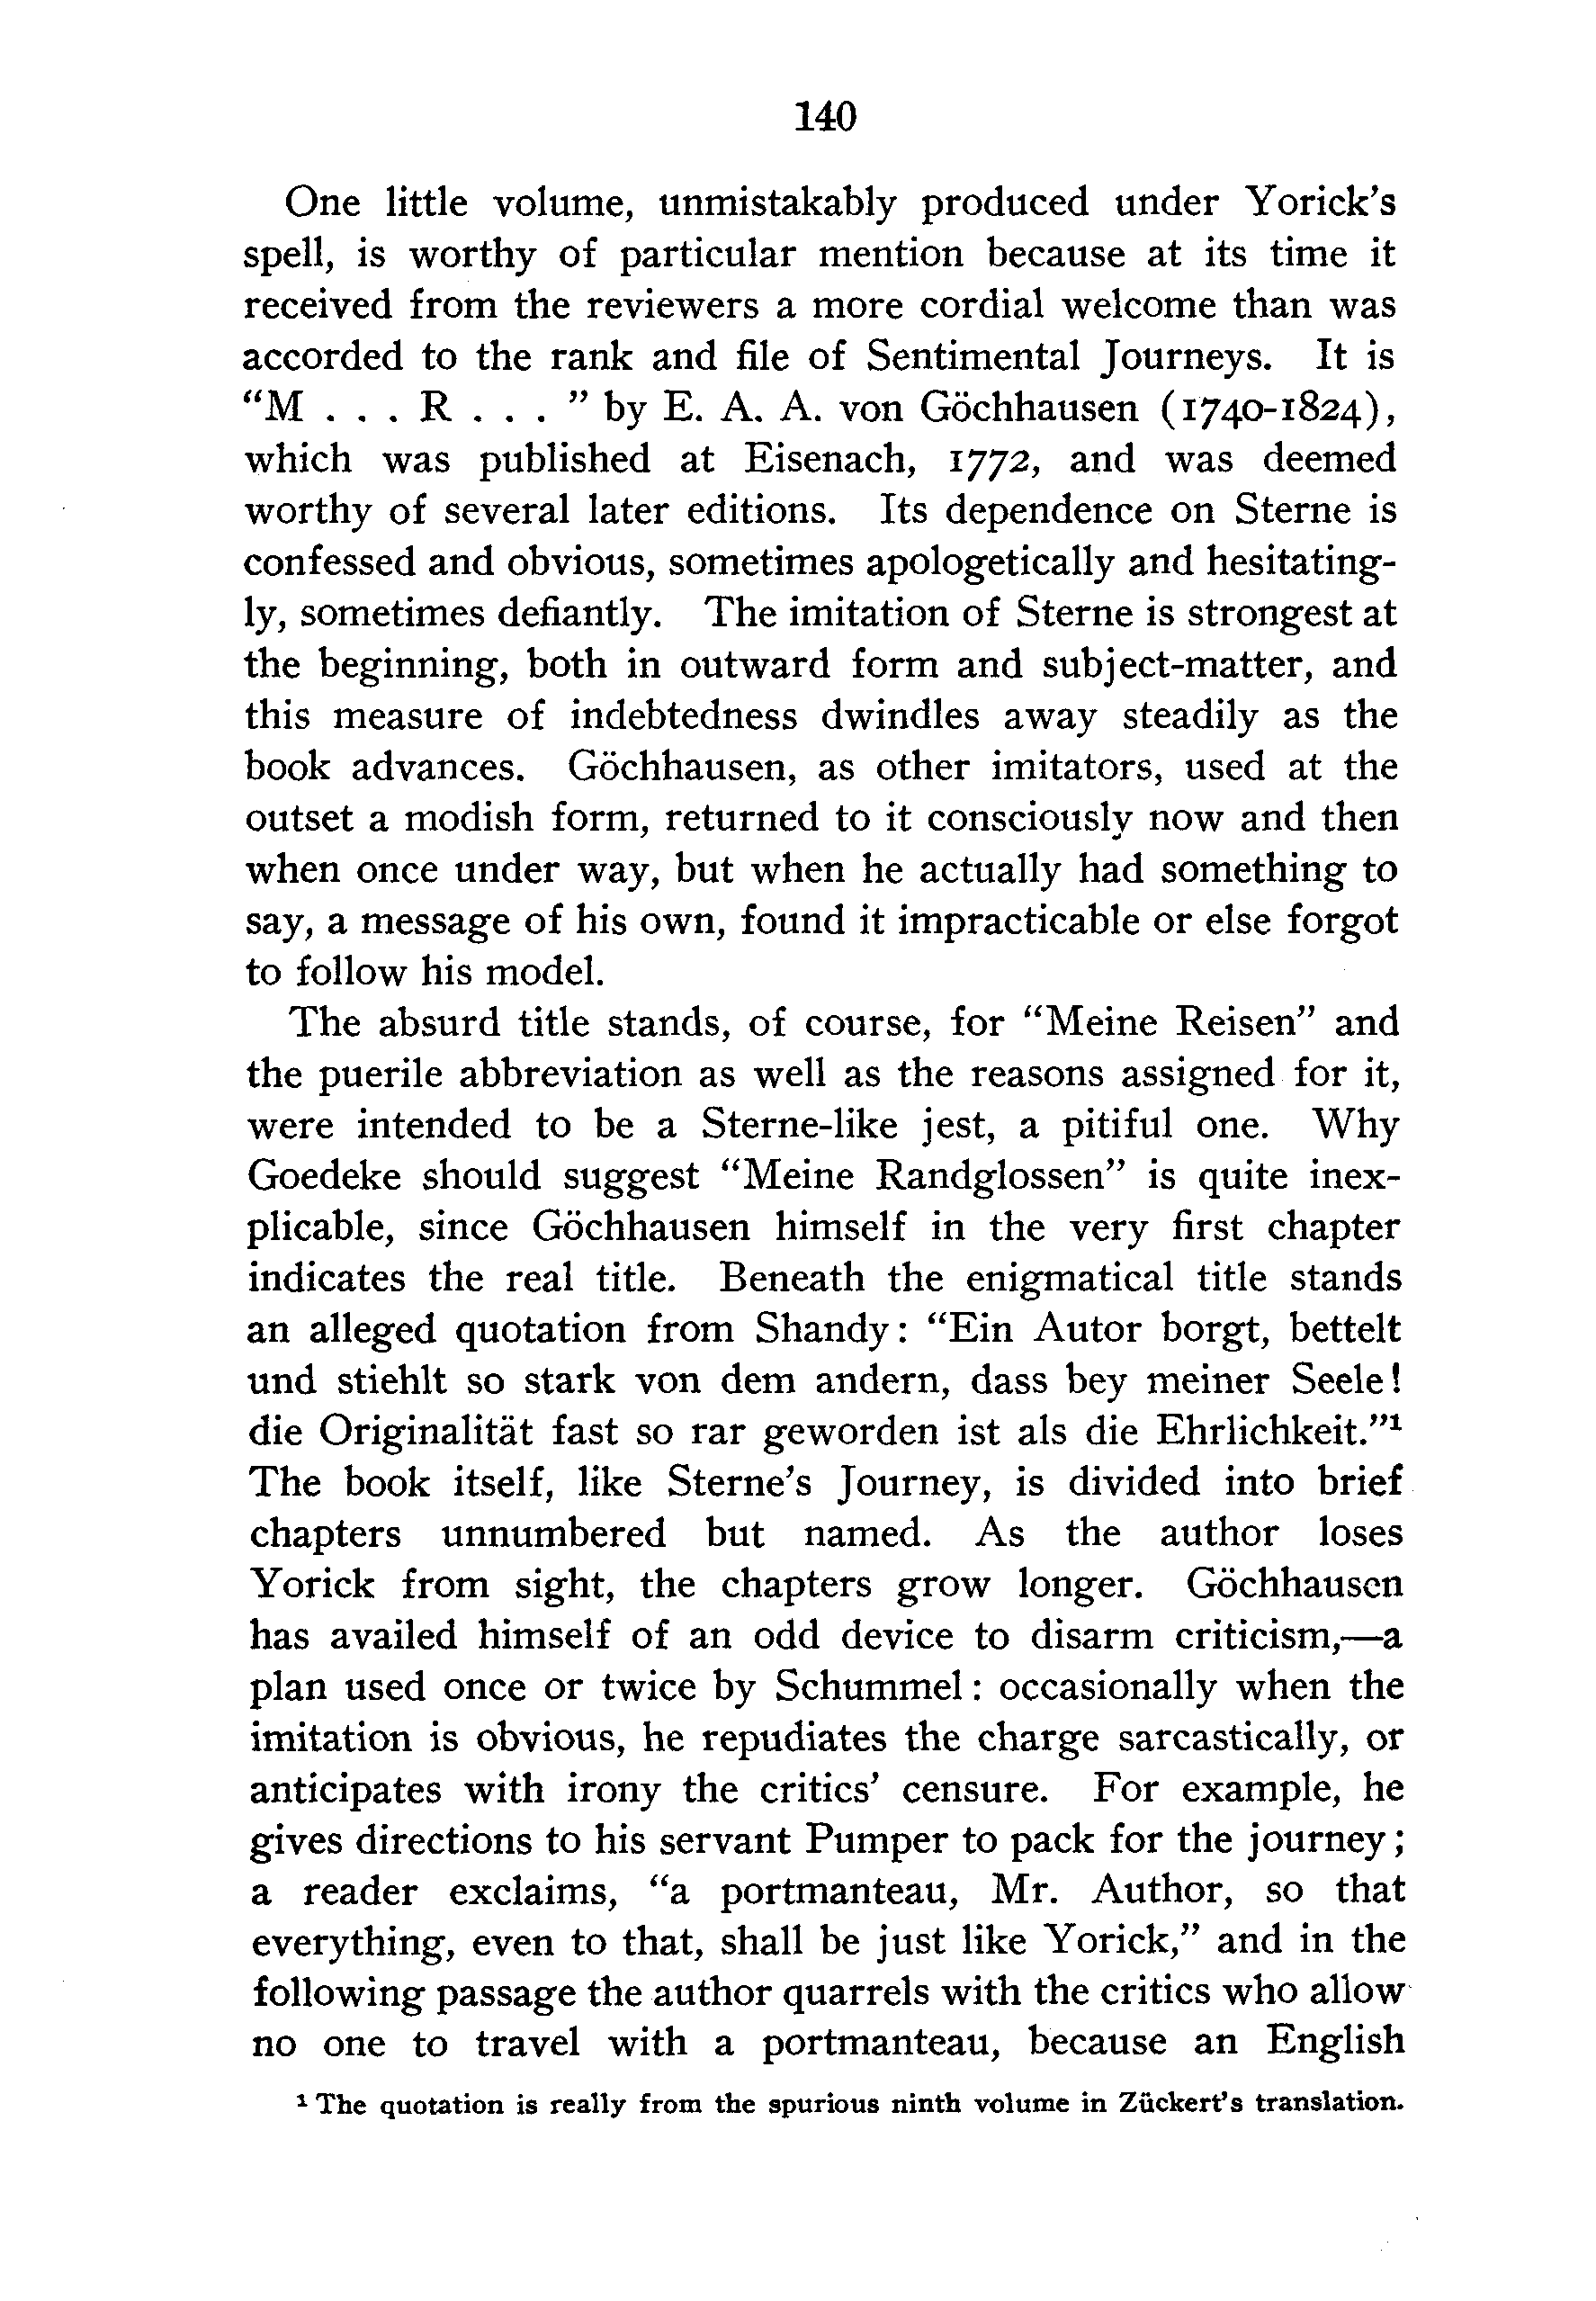 140
One little volume, unmistakably produced under Yorick's
spell, is worthy of particular mention because at its time it
received from the reviewers a more cordial welcome than was
accorded to the rank and file of Sentimental Journeys. It is
“M . . . R . . . ” by E. A. A. von Göchhausen (1740-1824),
which was published at Eisenach, 1772, and was deemed
worthy of several later editions. Its dependence on Sterne is
confessed and obvious, sometimes apologetically and hesitating-
ly, sometimes defiantly. The imitation of Sterne is strongest at
the beginning, both in outward form and subject-matter, and
this measure of indebtedness dwindles away steadily as the
book advances. Göchhausen, as other imitators, used at the
outset a modish form, returned to it consciously now and then
when once under way, but when he actually had something to
say, a message of his own, found it impracticable or else forgot
to follow his model.
The absurd title stands, of course, for “Meine Reisen” and
the puerile abbreviation as well as the reasons assigned for it,
were intended to be a Sterne-like jest, a pitiful one. Why
Goedeke should suggest “Meine Randglossen” is quite inex-
plicable, since Göchhausen himself in the very first chapter
indicates the real title. Beneath the enigmatical title stands
an alleged quotation from Shandy: “Ein Autor borgt, bettelt
und stiehlt so stark von dem andern, dass bey meiner Seele!
die Originalität fast so rar geworden ist als die Ehrlichkeit.”¹
The book itself, like Sterne's Journey, is divided into brief
chapters unnumbered but named. As the author loses
Yorick from sight, the chapters grow longer. Göchhausen
has availed himself of an odd device to disarm criticism,—a
plan used once or twice by Schummel: occasionally when the
imitation is obvious, he repudiates the charge sarcastically, or
anticipates with irony the critics' censure. For example, he
gives directions to his servant Pumper to pack for the journey;
a reader exclaims, “a portmanteau, Mr. Author, so that
everything, even to that, shall be just like Yorick,” and in the
following passage the author quarrels with the critics who allow
no one to travel with a portmanteau, because an English
¹ The quotation is really from the spurious ninth volume in Zückert's translation.